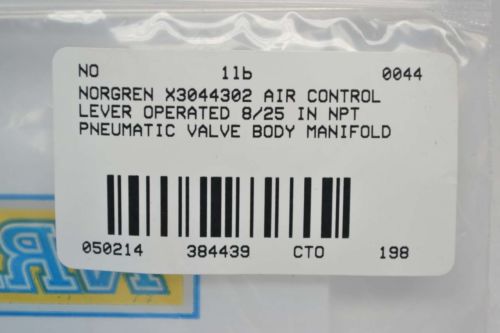 NO 1lb 0044
NORGREN X3044302 AIR CONTROL
LEVER OPERATED 8/25 IN NPT
PNEUMATIC VALVE BODY MANIFOLD
050214 384439 CTO 198